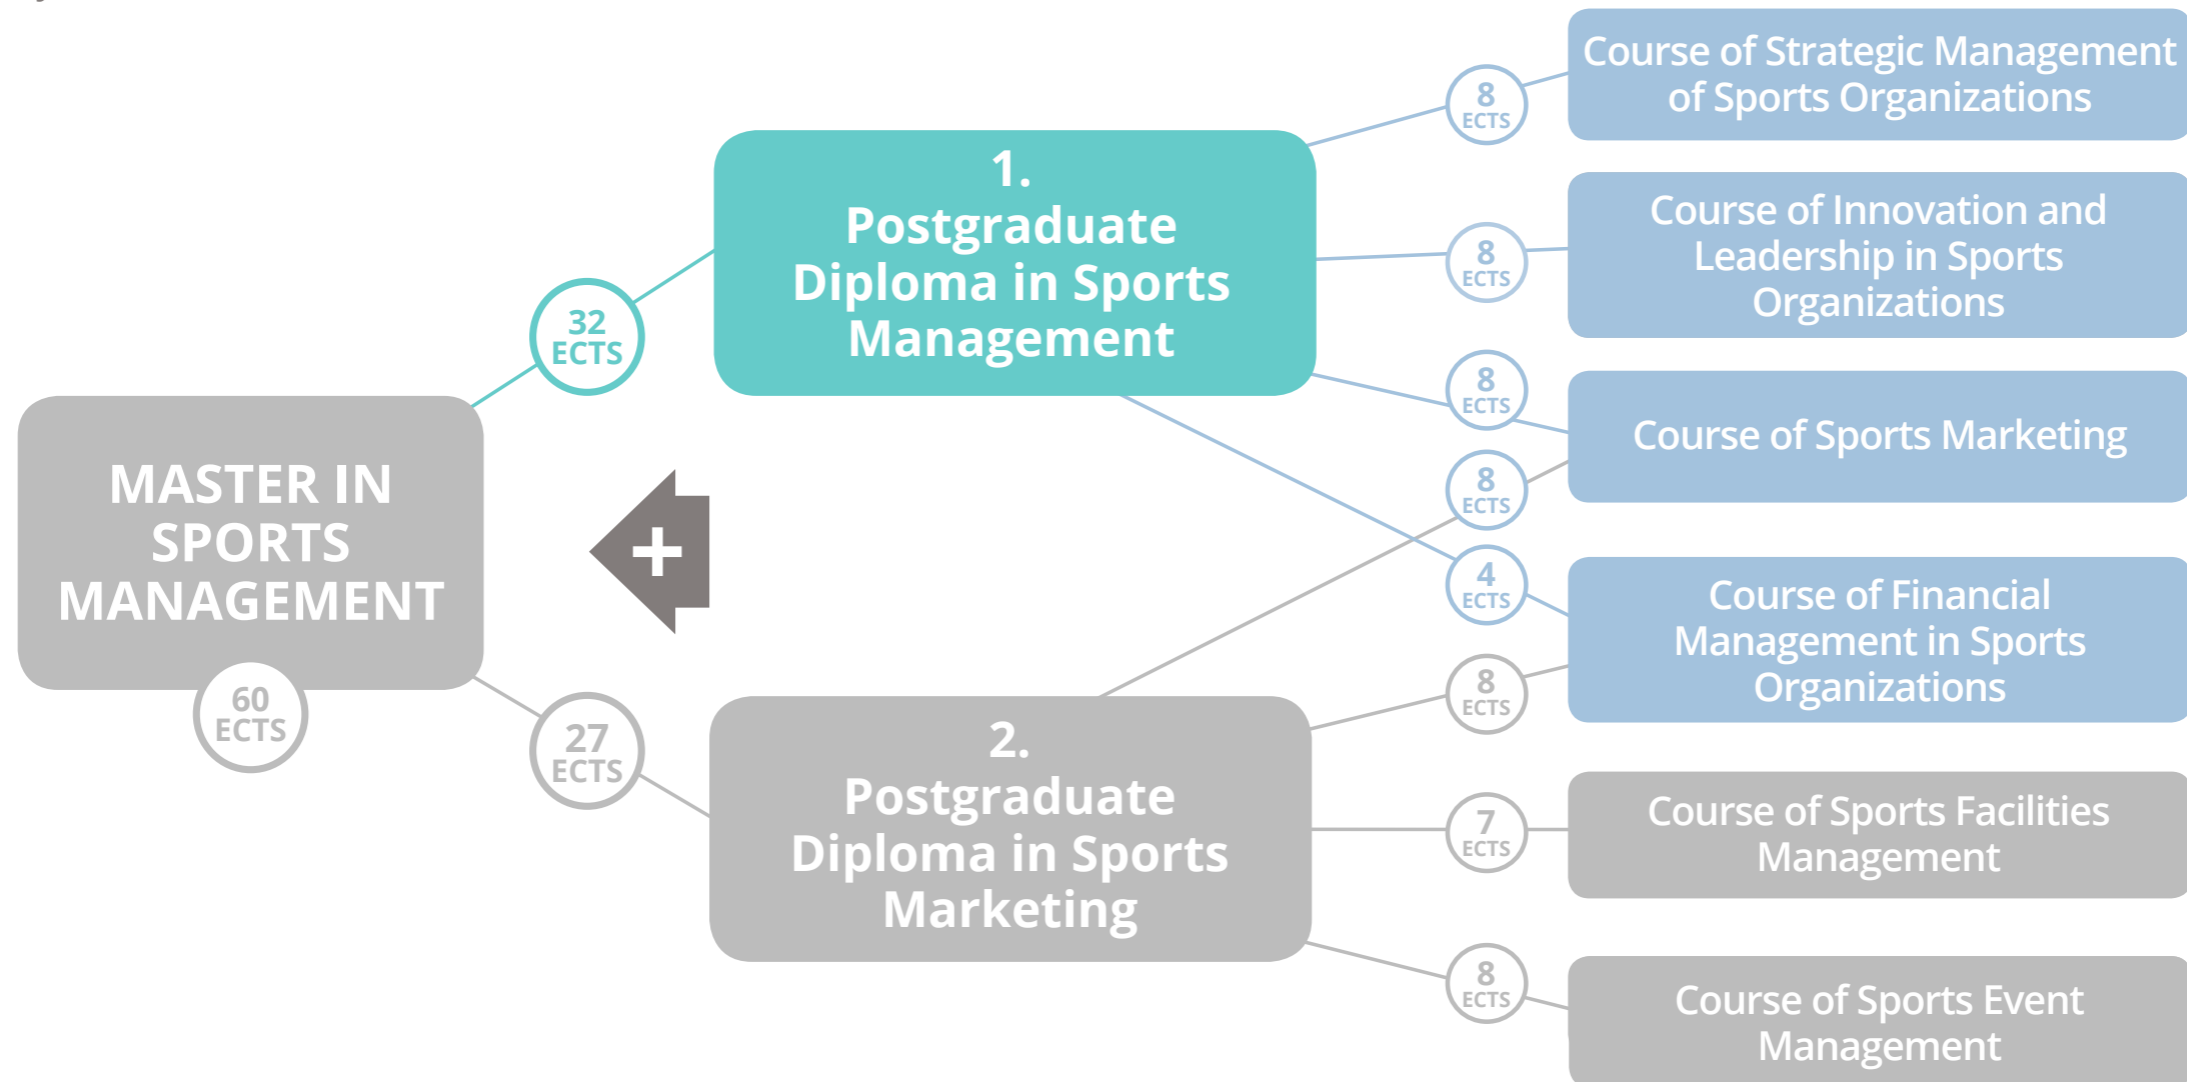 MASTER IN
SPORTS
MANAGEMENT
60
ECTS
32
ECTS
27
ECTS
+
1.
Postgraduate
Diploma in Sports
Management
2.
Postgraduate
Diploma in Sports
Marketing
8
ECTS
8
ECTS
8
ECTS
8
ECTS
4
ECTS
8
ECTS
7
ECTS
8
ECTS
Course of Strategic Management
of Sports Organizations
Course of Innovation and
Leadership in Sports
Organizations
Course of Sports Marketing
Course of Financial
Management in Sports
Organizations
Course of Sports Facilities
Management
Course of Sports Event
Management